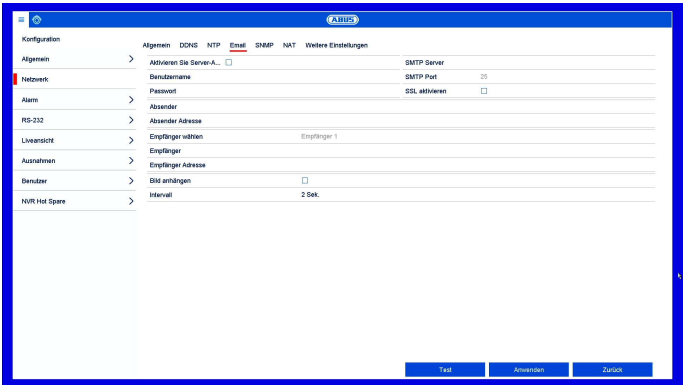 ABUS
Konfiguration
Allgemein
Netzwerk
Alarm
RS-232
Liveansicht
Ausnahmen
Benutzer
NVR Hot Spare
Allgemein DDNS NTP Email SNMP NAT Weitere Einstellungen
Aktivieren Sie Server-A... SMTP Server
Benutzername SMTP Port 25
Passwort SSL aktivieren
Absender
Absender Adresse
Empfänger wählen Empfänger 1
Empfänger
Empfänger Adresse
Bild anhängen
Intervall 2 Sek.
Test Anwenden Zurück